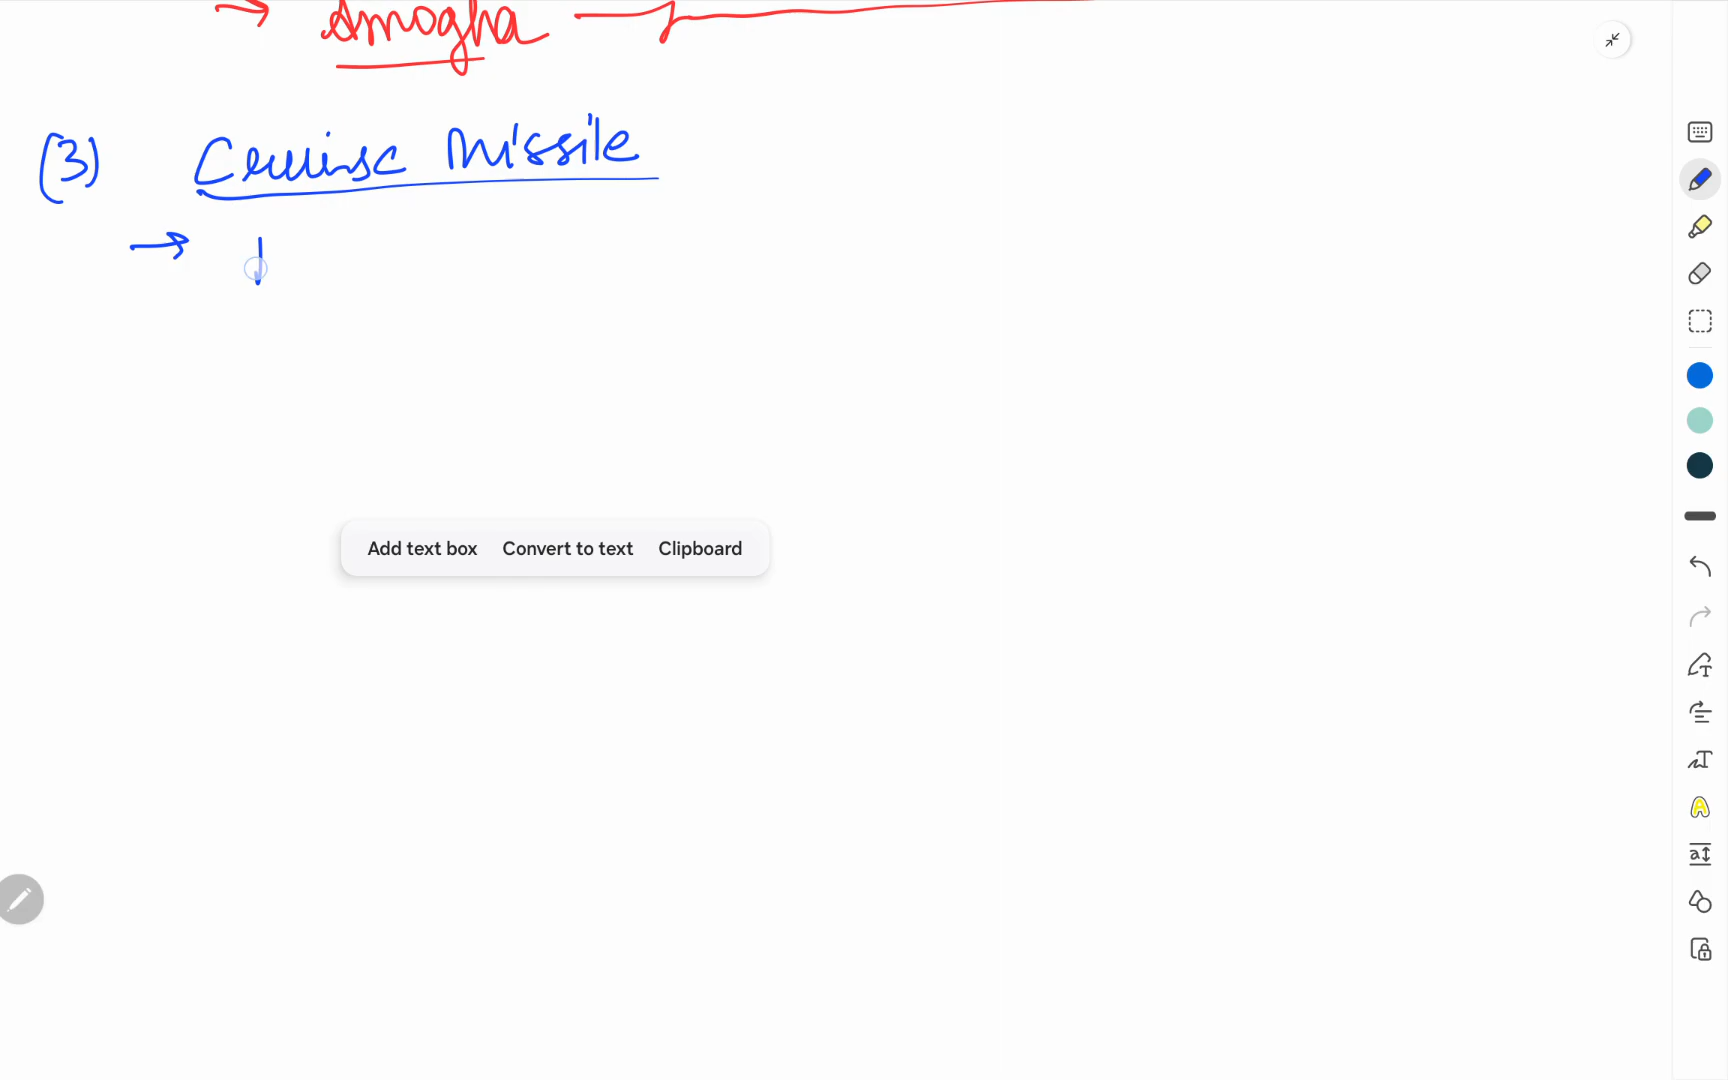 → Amogha
(3) Cruise Missile
→
Add text box Convert to text Clipboard